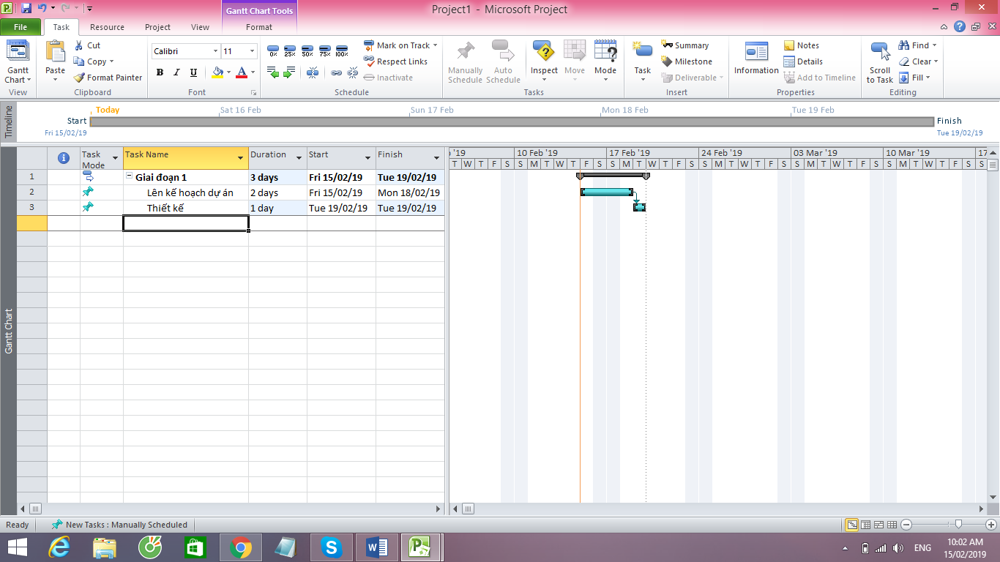 Gantt Chart Tools
Project1 - Microsoft Project
File Task Resource Project View Format
Gantt Chart
View
Paste
Cut
Copy
Format Painter
Clipboard
Calibri 11
B I U A
Font
0% 25% 50% 75% 100%
Mark on Track
Respect Links
Inactivate
Schedule
Manually Schedule
Auto Schedule
Inspect
Move
Mode
Tasks
Task
Summary
Milestone
Deliverable
Insert
Information
Notes
Details
Add to Timeline
Properties
Scroll to Task
Find
Clear
Fill
Editing
Timeline
Today
Sat 16 Feb
Sun 17 Feb
Mon 18 Feb
Tue 19 Feb
Start
Fri 15/02/19
Finish
Tue 19/02/19
Gantt Chart
Task Mode Task Name Duration Start Finish
1 Giai đoạn 1 3 days Fri 15/02/19 Tue 19/02/19
2 Lên kế hoạch dự án 2 days Fri 15/02/19 Mon 18/02/19
3 Thiết kế 1 day Tue 19/02/19 Tue 19/02/19
'19 10 Feb '19 17 Feb '19 24 Feb '19 03 Mar '19 10 Mar '19 17
T W T F S S M T W T F S S M T W T F S S M T W T F S S M T W T F S S M T W T F S
Ready
New Tasks : Manually Scheduled
ENG
10:02 AM
15/02/2019